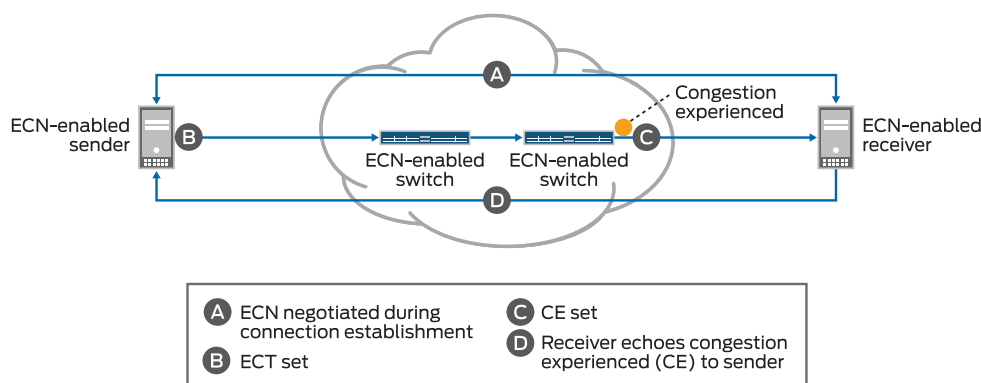 A
Congestion
experienced
ECN-enabled
sender
B
C
ECN-enabled
receiver
ECN-enabled
switch
ECN-enabled
switch
D
A ECN negotiated during
connection establishment
B ECT set
C CE set
D Receiver echoes congestion
experienced (CE) to sender